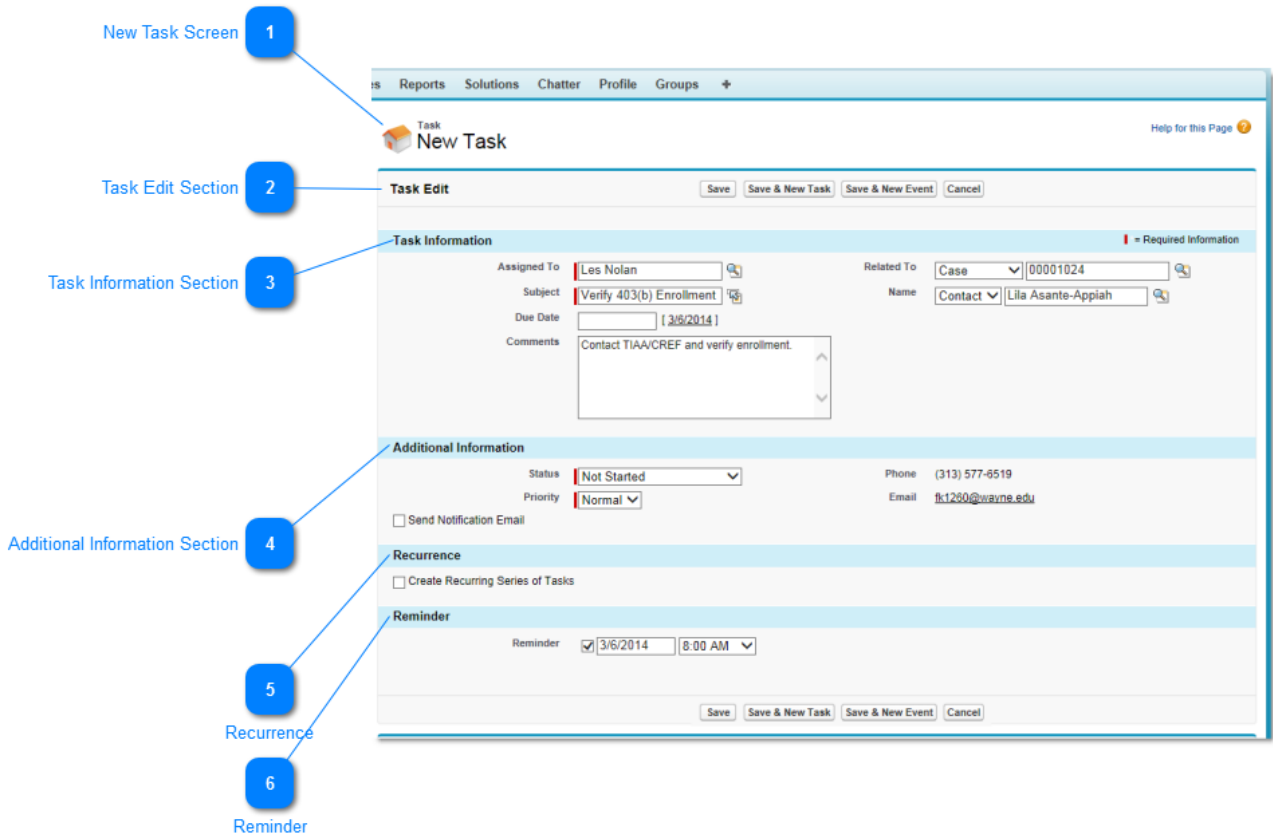 New Task Screen 1
es Reports Solutions Chatter Profile Groups +
Task
New Task
Help for this Page ?
Task Edit Section 2
Task Edit Save Save & New Task Save & New Event Cancel
Task Information = Required Information
Task Information Section 3
Assigned To Les Nolan Related To Case 00001024
Subject Verify 403(b) Enrollment Name Contact Lila Asante-Appiah
Due Date [ 3/6/2014 ]
Comments Contact TIAA/CREF and verify enrollment.
Additional Information
Status Not Started Phone (313) 577-6519
Priority Normal Email fk1260@wayne.edu
Send Notification Email
Additional Information Section 4
Recurrence
Create Recurring Series of Tasks
Reminder
Reminder 3/6/2014 8:00 AM
5
Recurrence
Save Save & New Task Save & New Event Cancel
6
Reminder